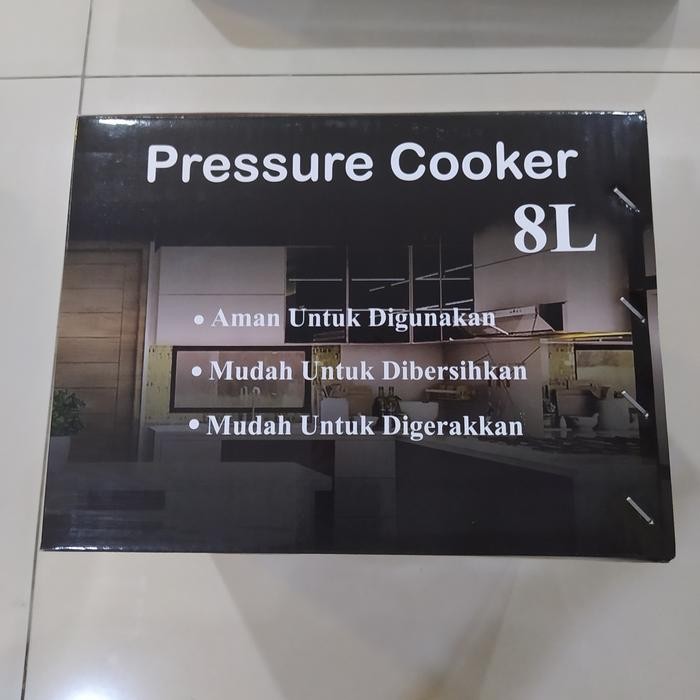 Pressure Cooker
8L
• Aman Untuk Digunakan
• Mudah Untuk Dibersihkan
• Mudah Untuk Digerakkan